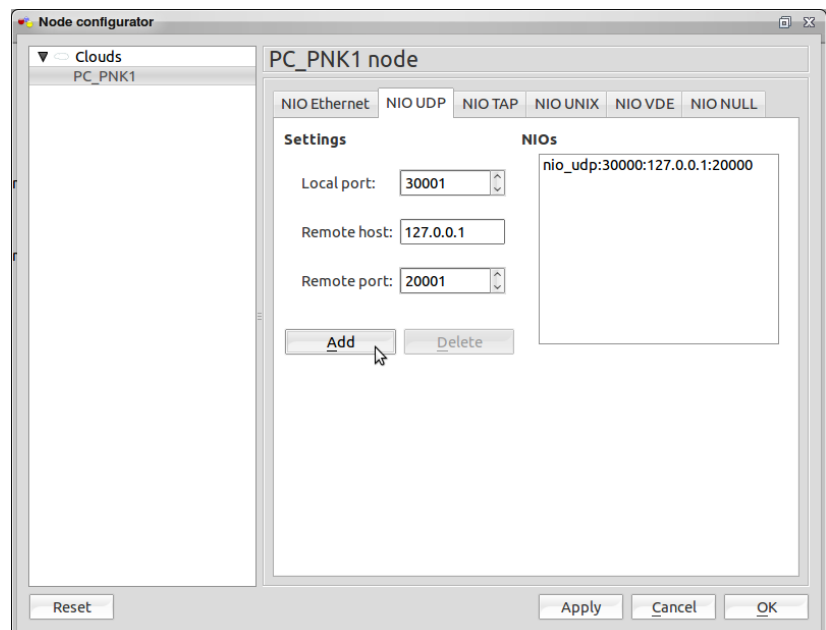 Node configurator
Clouds
PC_PNK1
PC_PNK1 node
NIO Ethernet NIO UDP NIO TAP NIO UNIX NIO VDE NIO NULL
Settings
NIOs
Local port: 30001
nio_udp:30000:127.0.0.1:20000
Remote host: 127.0.0.1
Remote port: 20001
Add Delete
Reset Apply Cancel OK